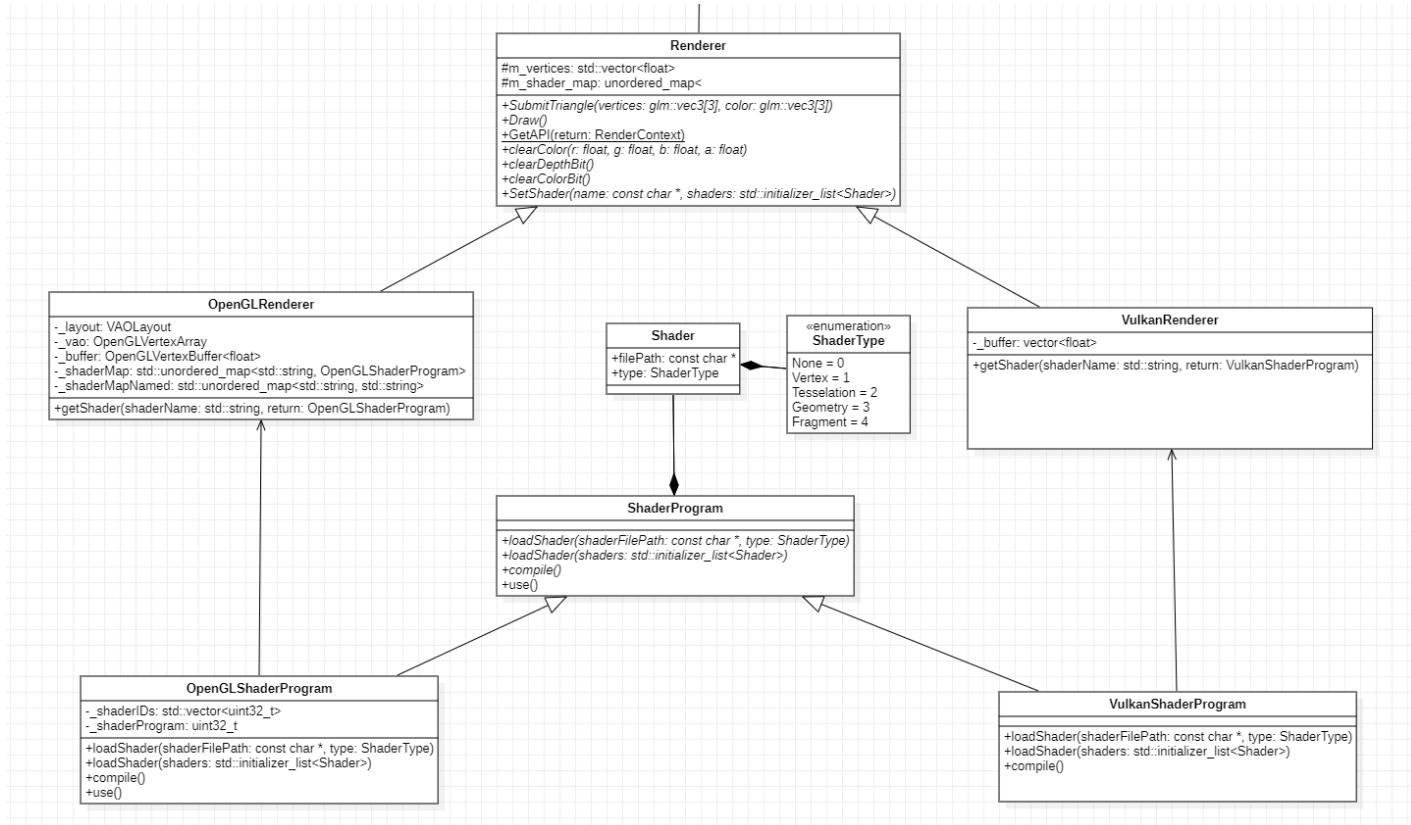 Renderer
#m_vertices: std::vector<float>
#m_shader_map: unordered_map<
+SubmitTriangle(vertices: glm::vec3[3], color: glm::vec3[3])
+Draw()
+GetAPI(return: RenderContext)
+clearColor(r: float, g: float, b: float, a: float)
+clearDepthBit()
+clearColorBit()
+SetShader(name: const char *, shaders: std::initializer_list<Shader>)
OpenGLRenderer
-_layout: VAOLayout
-_vao: OpenGLVertexArray
-_buffer: OpenGLVertexBuffer<float>
-_shaderMap: std::unordered_map<std::string, OpenGLShaderProgram>
-_shaderMapNamed: std::unordered_map<std::string, std::string>
+getShader(shaderName: std::string, return: OpenGLShaderProgram)
Shader
+filePath: const char *
+type: ShaderType
«enumeration»
ShaderType
None = 0
Vertex = 1
Tesselation = 2
Geometry = 3
Fragment = 4
VulkanRenderer
-_buffer: vector<float>
+getShader(shaderName: std::string, return: VulkanShaderProgram)
ShaderProgram
+loadShader(shaderFilePath: const char *, type: ShaderType)
+loadShader(shaders: std::initializer_list<Shader>)
+compile()
+use()
OpenGLShaderProgram
-_shaderIDs: std::vector<uint32_t>
-_shaderProgram: uint32_t
+loadShader(shaderFilePath: const char *, type: ShaderType)
+loadShader(shaders: std::initializer_list<Shader>)
+compile()
+use()
VulkanShaderProgram
+loadShader(shaderFilePath: const char *, type: ShaderType)
+loadShader(shaders: std::initializer_list<Shader>)
+compile()